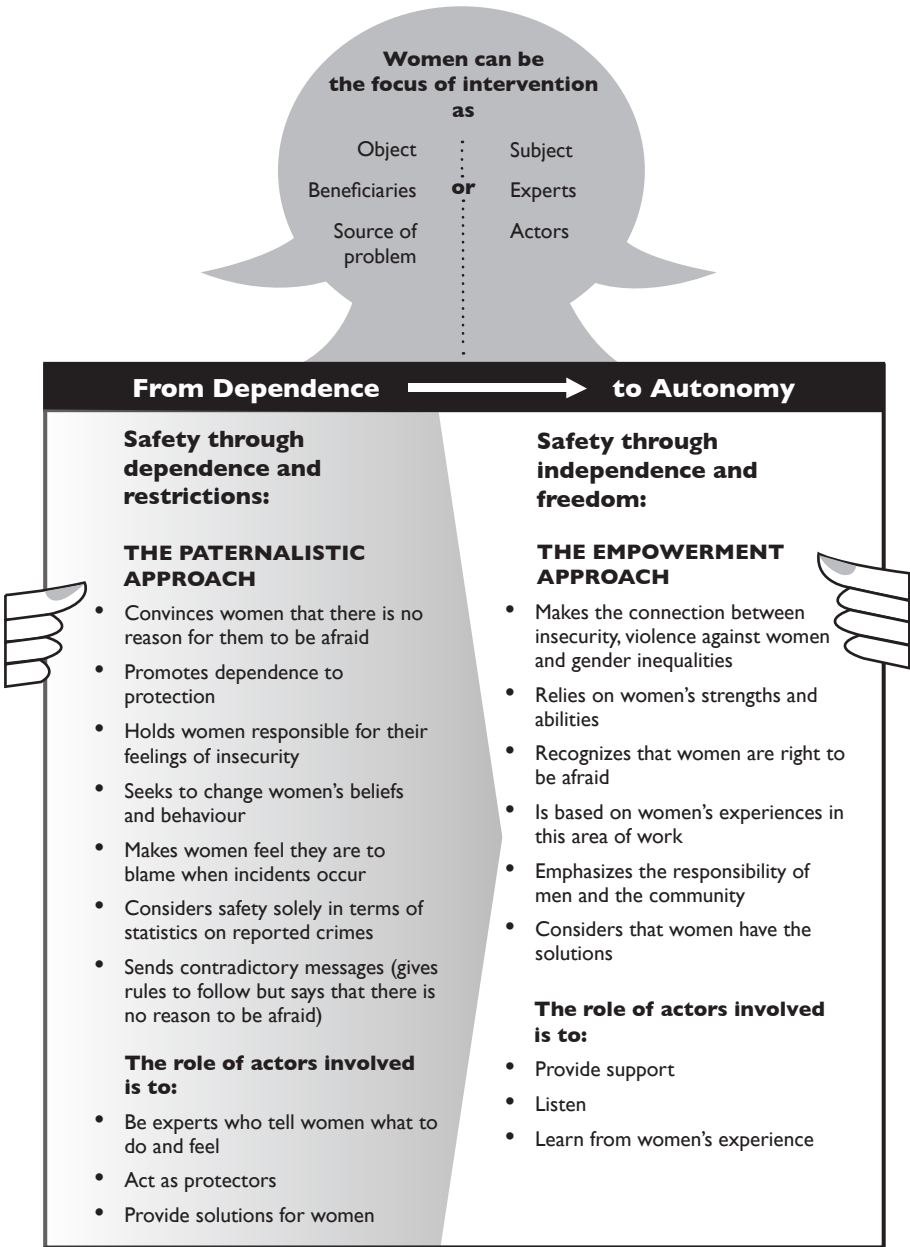 Women can be
the focus of intervention
as
Object
Beneficiaries
Source of
problem
or
Subject
Experts
Actors
From Dependence to Autonomy
Safety through
dependence and
restrictions:
THE PATERNALISTIC
APPROACH
• Convinces women that there is no
reason for them to be afraid
• Promotes dependence to
protection
• Holds women responsible for their
feelings of insecurity
• Seeks to change women's beliefs
and behaviour
• Makes women feel they are to
blame when incidents occur
• Considers safety solely in terms of
statistics on reported crimes
• Sends contradictory messages (gives
rules to follow but says that there is
no reason to be afraid)
The role of actors involved
is to:
• Be experts who tell women what to
do and feel
• Act as protectors
• Provide solutions for women
Safety through
independence and
freedom:
THE EMPOWERMENT
APPROACH
• Makes the connection between
insecurity, violence against women
and gender inequalities
• Relies on women's strengths and
abilities
• Recognizes that women are right to
be afraid
• Is based on women's experiences in
this area of work
• Emphasizes the responsibility of
men and the community
• Considers that women have the
solutions
The role of actors involved
is to:
• Provide support
• Listen
• Learn from women's experience